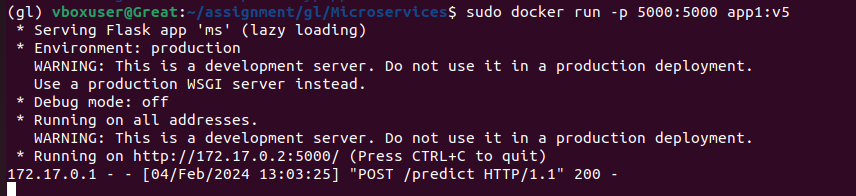 (gl) vboxuser@Great:~/assignment/gl/Microservices$ sudo docker run -p 5000:5000 app1:v5
 * Serving Flask app 'ms' (lazy loading)
 * Environment: production
   WARNING: This is a development server. Do not use it in a production deployment.
   Use a production WSGI server instead.
 * Debug mode: off
 * Running on all addresses.
   WARNING: This is a development server. Do not use it in a production deployment.
 * Running on http://172.17.0.2:5000/ (Press CTRL+C to quit)
172.17.0.1 - - [04/Feb/2024 13:03:25] "POST /predict HTTP/1.1" 200 -